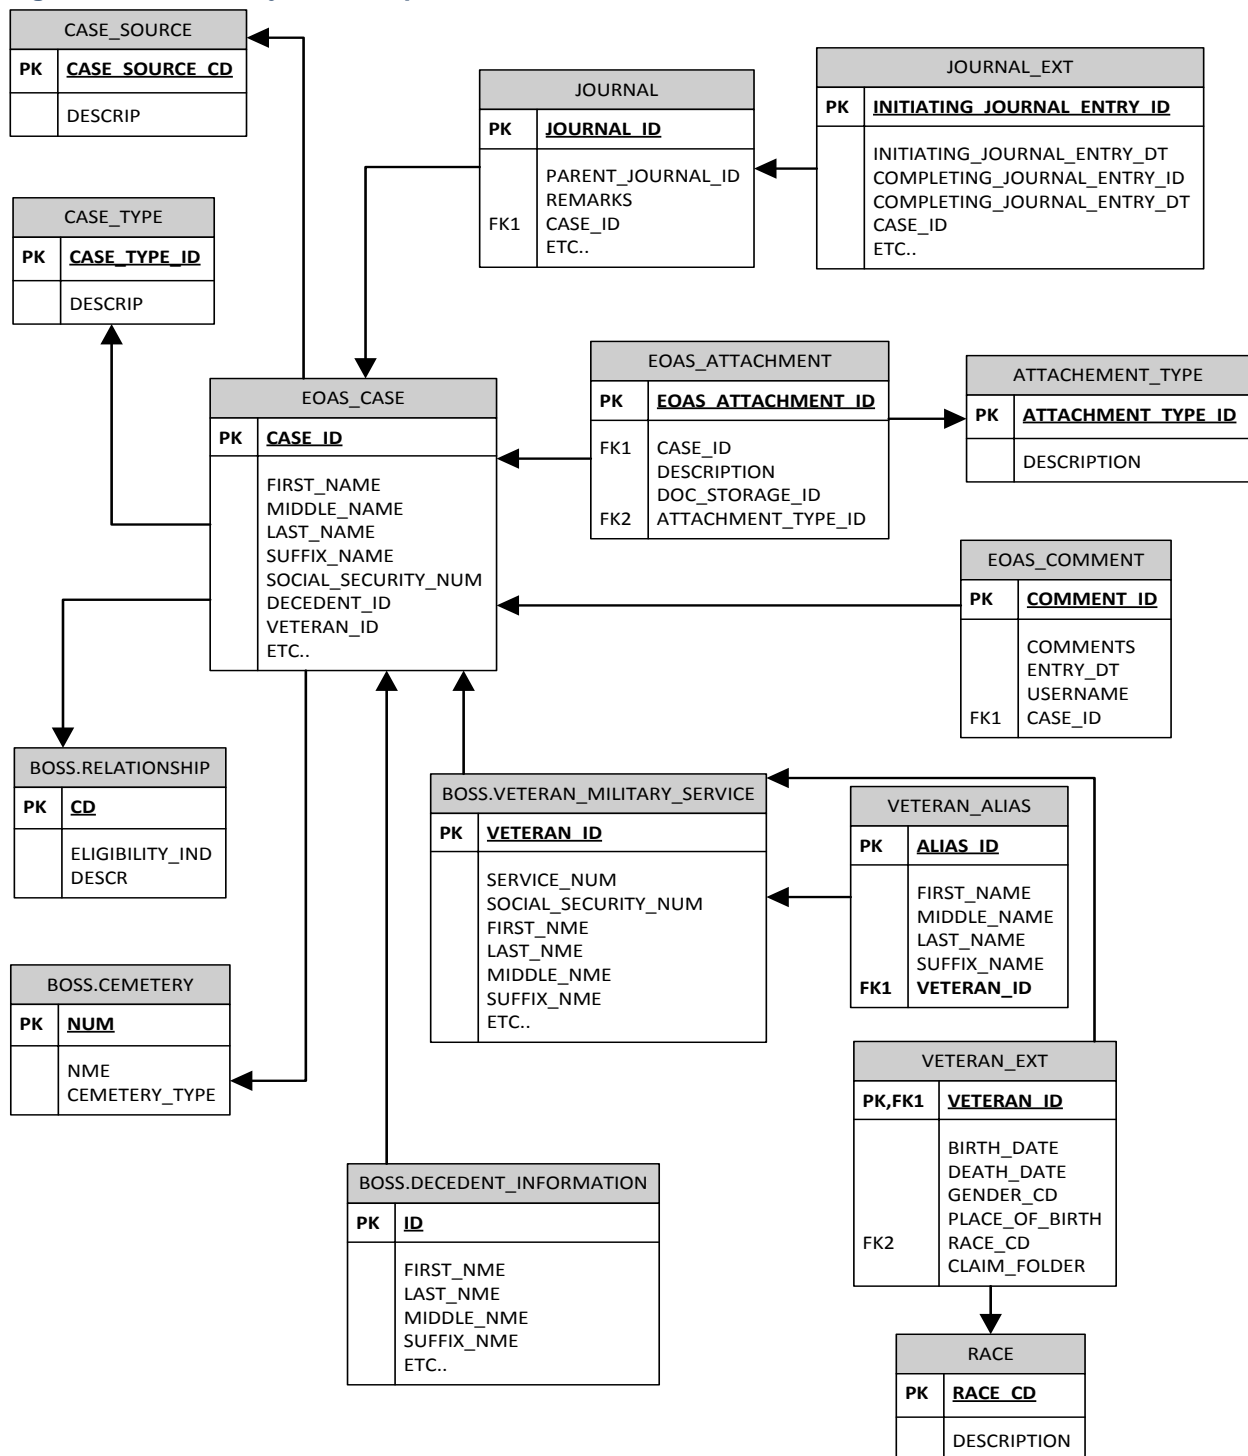 CASE_SOURCE
PK CASE_SOURCE_CD
DESCRIP
JOURNAL
PK JOURNAL_ID
PARENT_JOURNAL_ID
REMARKS
FK1 CASE_ID
ETC..
JOURNAL_EXT
PK INITIATING_JOURNAL_ENTRY_ID
INITIATING_JOURNAL_ENTRY_DT
COMPLETING_JOURNAL_ENTRY_ID
COMPLETING_JOURNAL_ENTRY_DT
CASE_ID
ETC..
CASE_TYPE
PK CASE_TYPE_ID
DESCRIP
EOAS_CASE
PK CASE_ID
FIRST_NAME
MIDDLE_NAME
LAST_NAME
SUFFIX_NAME
SOCIAL_SECURITY_NUM
DECEDENT_ID
VETERAN_ID
ETC..
EOAS_ATTACHMENT
PK EOAS_ATTACHMENT_ID
FK1 CASE_ID
DESCRIPTION
DOC_STORAGE_ID
FK2 ATTACHMENT_TYPE_ID
ATTACHEMENT_TYPE
PK ATTACHMENT_TYPE_ID
DESCRIPTION
EOAS_COMMENT
PK COMMENT_ID
COMMENTS
ENTRY_DT
USERNAME
FK1 CASE_ID
BOSS.RELATIONSHIP
PK CD
ELIGIBILITY_IND
DESCR
BOSS.VETERAN_MILITARY_SERVICE
PK VETERAN_ID
SERVICE_NUM
SOCIAL_SECURITY_NUM
FIRST_NME
LAST_NME
MIDDLE_NME
SUFFIX_NME
ETC..
VETERAN_ALIAS
PK ALIAS_ID
FIRST_NAME
MIDDLE_NAME
LAST_NAME
SUFFIX_NAME
FK1 VETERAN_ID
BOSS.CEMETERY
PK NUM
NME
CEMETERY_TYPE
VETERAN_EXT
PK,FK1 VETERAN_ID
BIRTH_DATE
DEATH_DATE
GENDER_CD
PLACE_OF_BIRTH
FK2 RACE_CD
CLAIM_FOLDER
BOSS.DECEDENT_INFORMATION
PK ID
FIRST_NME
LAST_NME
MIDDLE_NME
SUFFIX_NME
ETC..
RACE
PK RACE_CD
DESCRIPTION